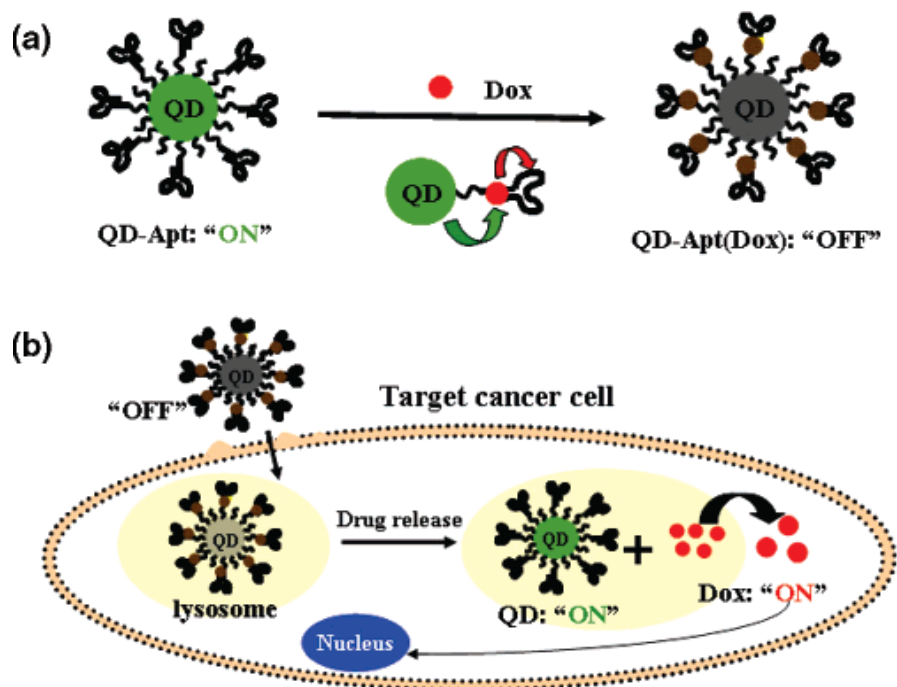 (a)
QD
Dox
QD
QD
QD-Apt: “ON”
QD-Apt(Dox): “OFF”
(b)
QD
“OFF”
Target cancer cell
QD
Drug release
QD
+
lysosome
QD: “ON”
Dox: “ON”
Nucleus